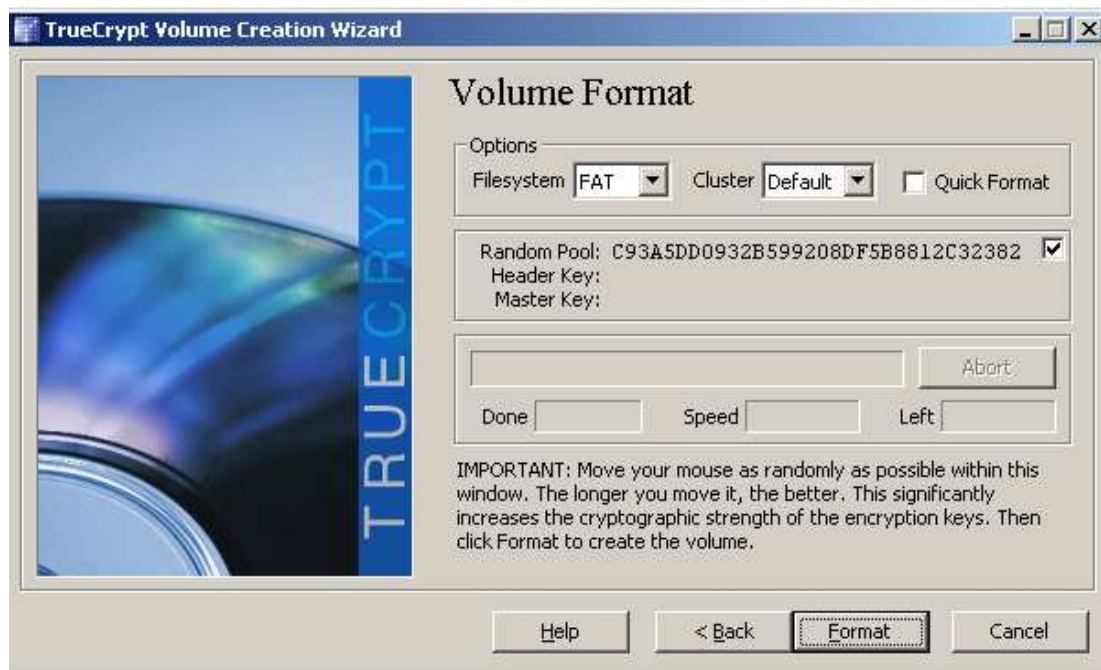 TrueCrypt Volume Creation Wizard
TRUECRYPT
Volume Format
Options
Filesystem FAT Cluster Default Quick Format
Random Pool: C93A5DD0932B599208DF5B8812C32382
Header Key:
Master Key:
Abort
Done Speed Left
IMPORTANT: Move your mouse as randomly as possible within this
window. The longer you move it, the better. This significantly
increases the cryptographic strength of the encryption keys. Then
click Format to create the volume.
Help < Back Format Cancel